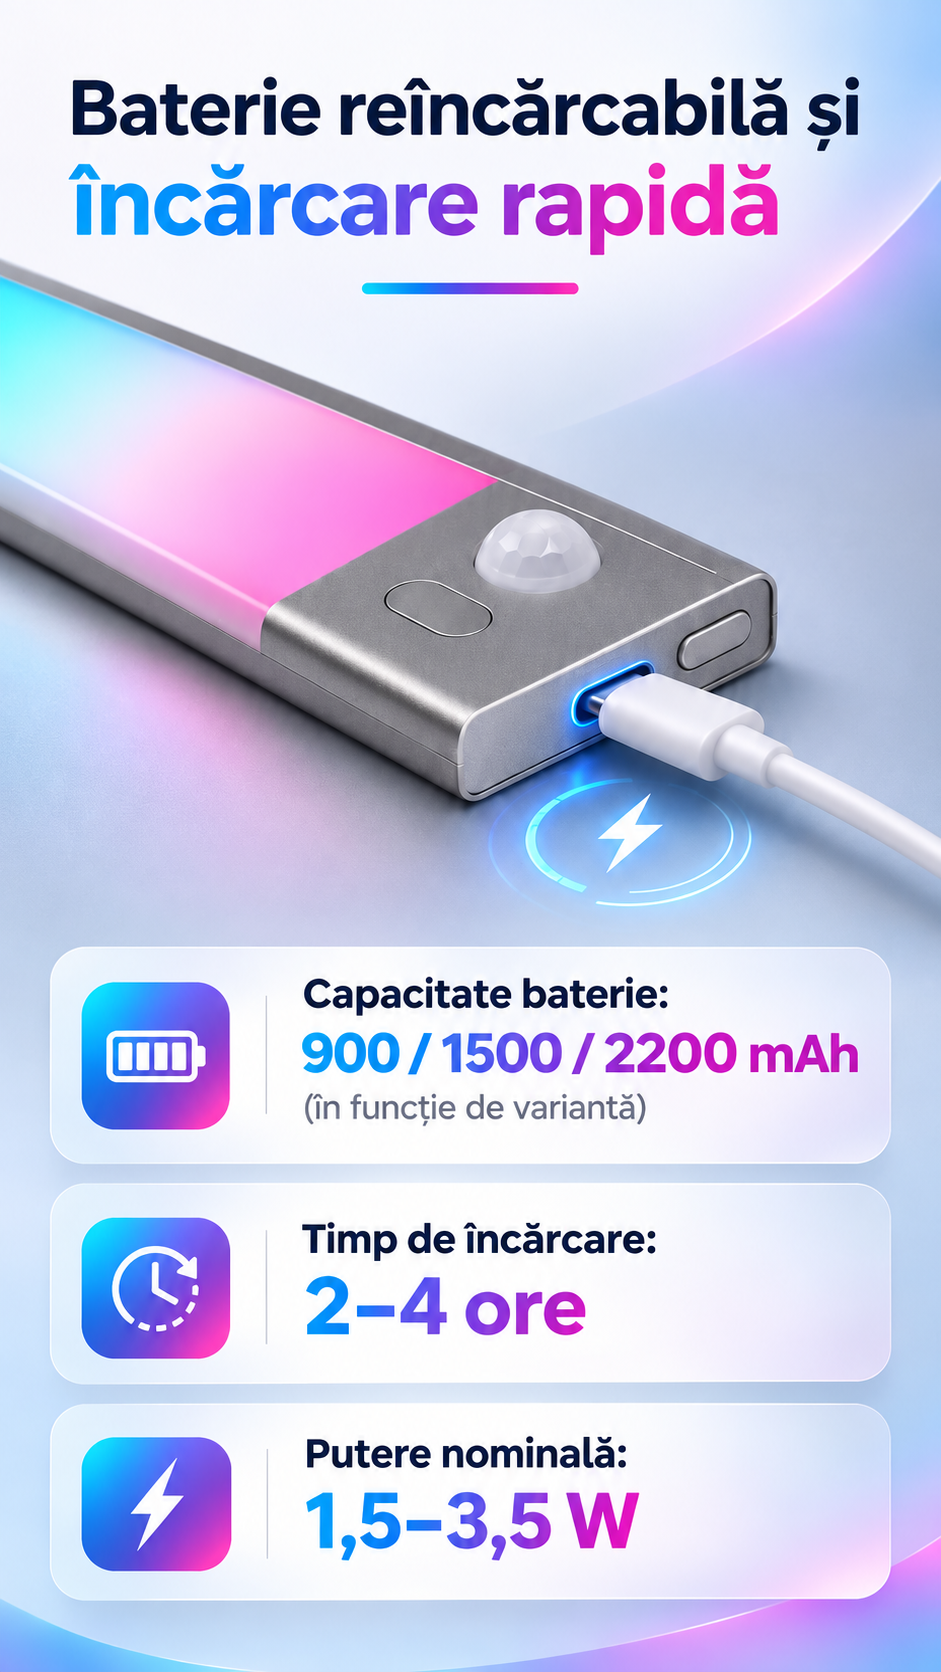 Baterie reîncărcabilă și
încărcare rapidă
Capacitate baterie:
900 / 1500 / 2200 mAh
(în funcție de variantă)
Timp de încărcare:
2–4 ore
Putere nominală:
1,5–3,5 W